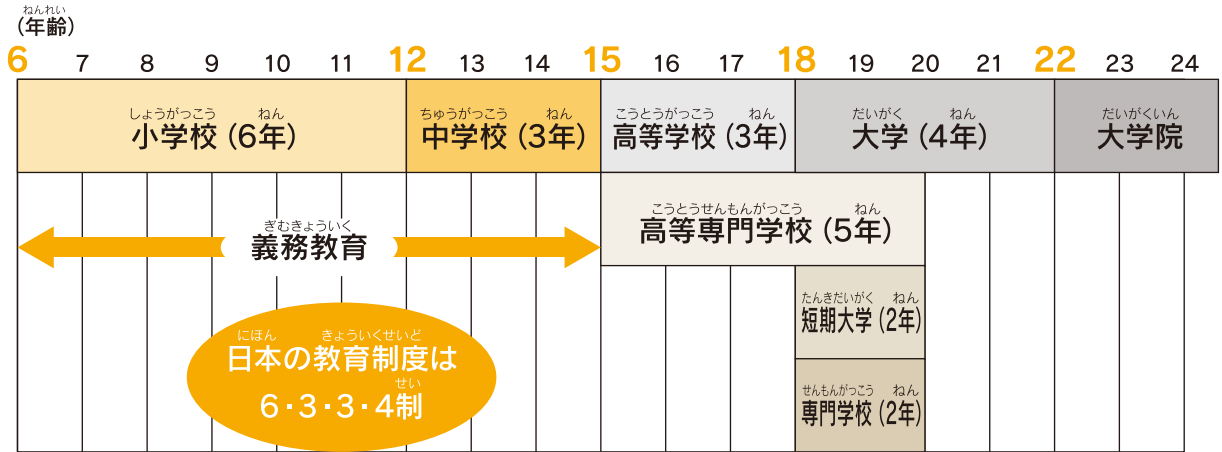 ねんれい
(年齢)
6 7 8 9 10 11 12 13 14 15 16 17 18 19 20 21 22 23 24
しょうがっこう ねん
小学校 (6年)
ちゅうがっこう ねん
中学校 (3年)
こうとうがっこう ねん
高等学校 (3年)
だいがく ねん
大学 (4年)
だいがくいん
大学院
こうとうせんもんがっこう ねん
高等専門学校 (5年)
ぎむきょういく
義務教育
たんきだいがく ねん
短期大学 (2年)
にほん きょういくせいど
日本の教育制度は
せい
6・3・3・4制
せんもんがっこう ねん
専門学校 (2年)